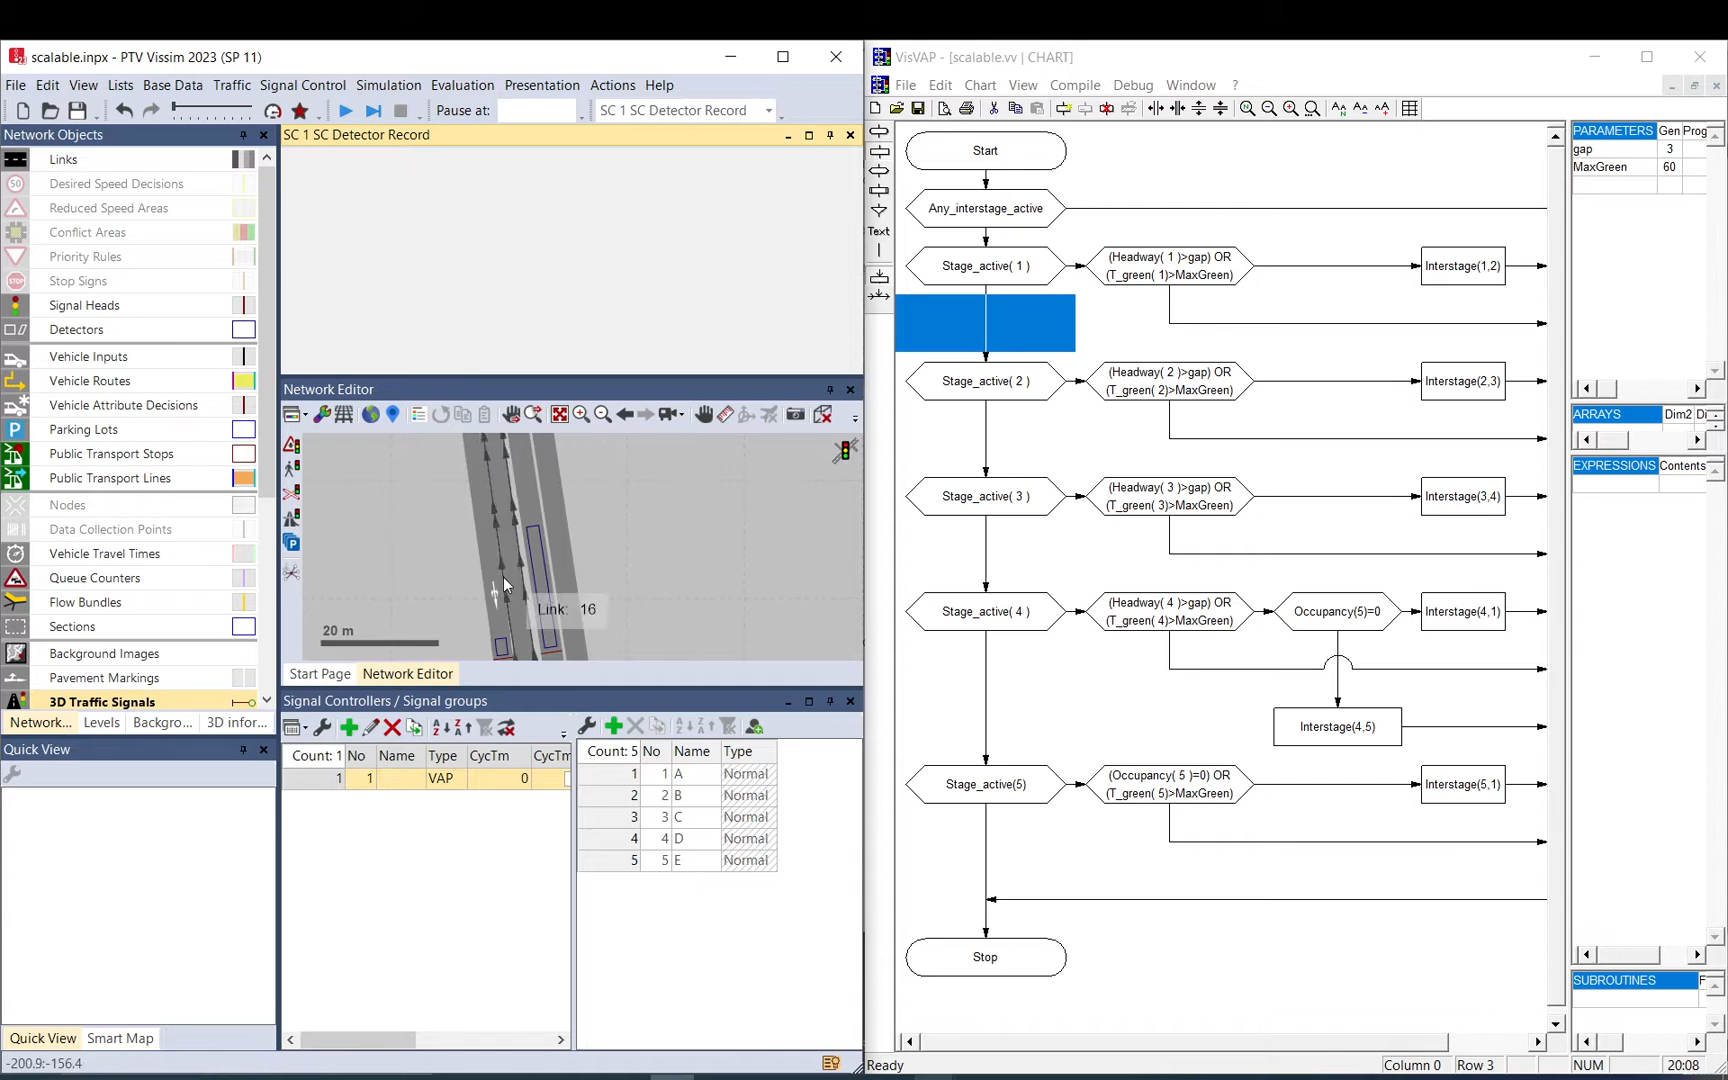 scalable.inpx - PTV Vissim 2023 (SP 11)
File Edit View Lists Base Data Traffic Signal Control Simulation Evaluation Presentation Actions Help
Pause at:
SC 1 SC Detector Record
Network Objects
Links
Desired Speed Decisions
Reduced Speed Areas
Conflict Areas
Priority Rules
Stop Signs
Signal Heads
Detectors
Vehicle Inputs
Vehicle Routes
Vehicle Attribute Decisions
Parking Lots
Public Transport Stops
Public Transport Lines
Nodes
Data Collection Points
Vehicle Travel Times
Queue Counters
Flow Bundles
Sections
Background Images
Pavement Markings
3D Traffic Signals
Network... Levels Backgro... 3D infor...
Quick View
Quick View Smart Map
-200.9:-156.4
SC 1 SC Detector Record
Network Editor
Link: 16
20 m
Start Page Network Editor
Signal Controllers / Signal groups
Count: 1 No Name Type CycTm CycTm
1 1 VAP 0
Count: 5 No Name Type
1 1 A Normal
2 2 B Normal
3 3 C Normal
4 4 D Normal
5 5 E Normal
VisVAP - [scalable.vv | CHART]
File Edit Chart View Compile Debug Window ?
Text
Start
Any_interstage_active
Stage_active( 1 )
(Headway( 1 )>gap) OR
(T_green( 1)>MaxGreen)
Interstage(1,2)
Stage_active( 2 )
(Headway( 2 )>gap) OR
(T_green( 2)>MaxGreen)
Interstage(2,3)
Stage_active( 3 )
(Headway( 3 )>gap) OR
(T_green( 3)>MaxGreen)
Interstage(3,4)
Stage_active( 4 )
(Headway( 4 )>gap) OR
(T_green( 4)>MaxGreen)
Occupancy(5)=0
Interstage(4,1)
Interstage(4,5)
Stage_active(5)
(Occupancy( 5 )=0) OR
(T_green( 5)>MaxGreen)
Interstage(5,1)
Stop
PARAMETERS Gen Prog
gap 3
MaxGreen 60
ARRAYS Dim2 Di
EXPRESSIONS Contents
SUBROUTINES F
Ready
Column 0 Row 3 NUM 20:08